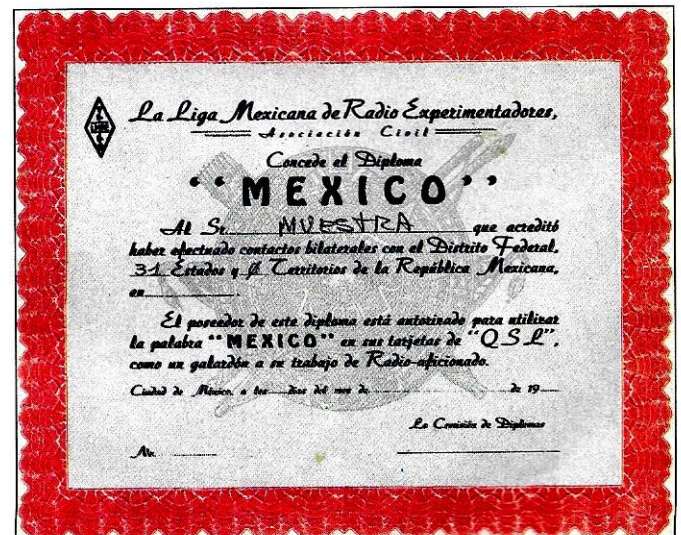 La Liga Mexicana de Radio Experimentadores,
Asociación Civil
Concede el Diploma
"MEXICO"
Al Sr. MUESTRA que acreditó
haber efectuado contactos bilaterales con el Distrito Federal,
31 Estados y Ø Territorios de la República Mexicana,
en
El poseedor de este diploma está autorizado para utilizar
la palabra "MEXICO" en sus tarjetas de "QSL",
como un galardón a su trabajo de Radio-aficionado.
Ciudad de México, a los días del mes de de 19
La Comisión de Diplomas
No.